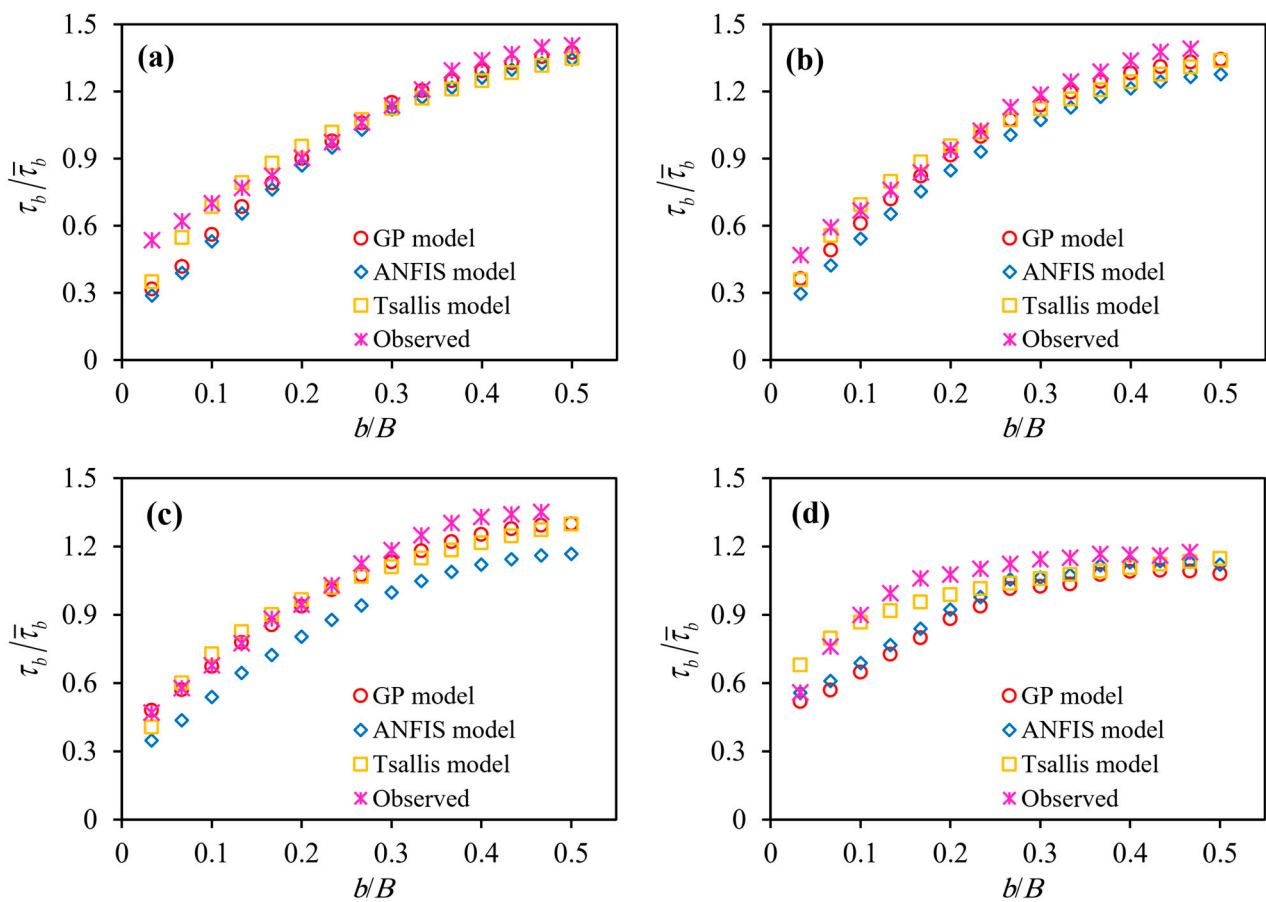 (a)
1.5
1.2
0.9
0.6
0.3
0
τb/τ̅b
GP model
ANFIS model
Tsallis model
Observed
0 0.1 0.2 0.3 0.4 0.5
b/B
(b)
1.5
1.2
0.9
0.6
0.3
0
τb/τ̅b
GP model
ANFIS model
Tsallis model
Observed
0 0.1 0.2 0.3 0.4 0.5
b/B
(c)
1.5
1.2
0.9
0.6
0.3
0
τb/τ̅b
GP model
ANFIS model
Tsallis model
Observed
0 0.1 0.2 0.3 0.4 0.5
b/B
(d)
1.5
1.2
0.9
0.6
0.3
0
τb/τ̅b
GP model
ANFIS model
Tsallis model
Observed
0 0.1 0.2 0.3 0.4 0.5
b/B